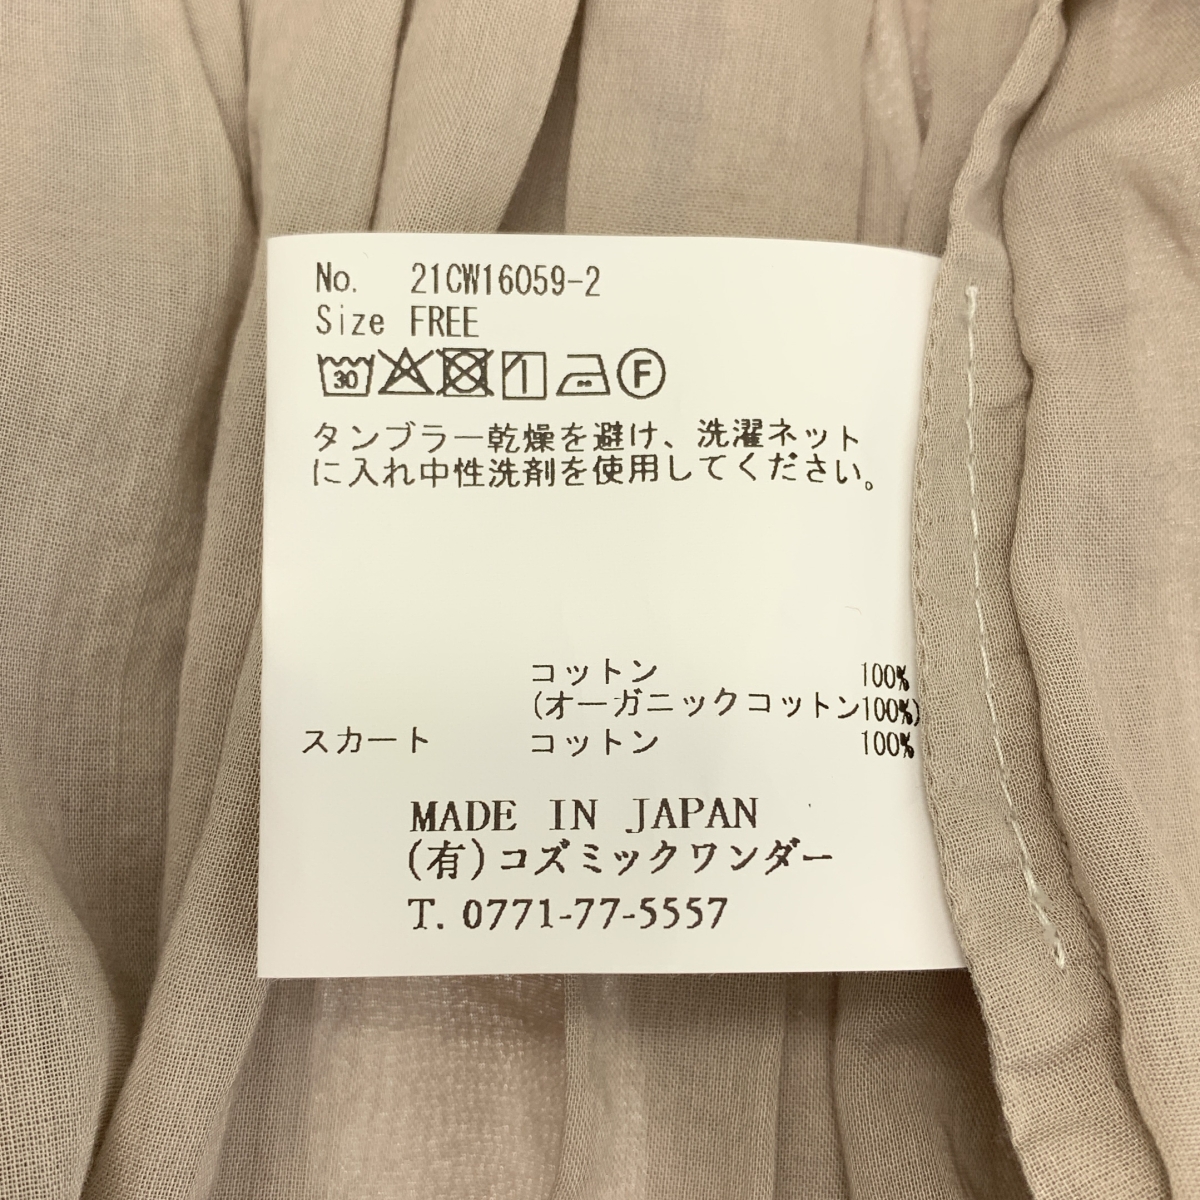 No. 21CW16059-2
Size FREE
30 F
タンブラー乾燥を避け、洗濯ネット
に入れ中性洗剤を使用してください。
コットン 100%
(オーガニックコットン100%)
スカート コットン 100%
MADE IN JAPAN
(有)コズミックワンダー
T. 0771-77-5557